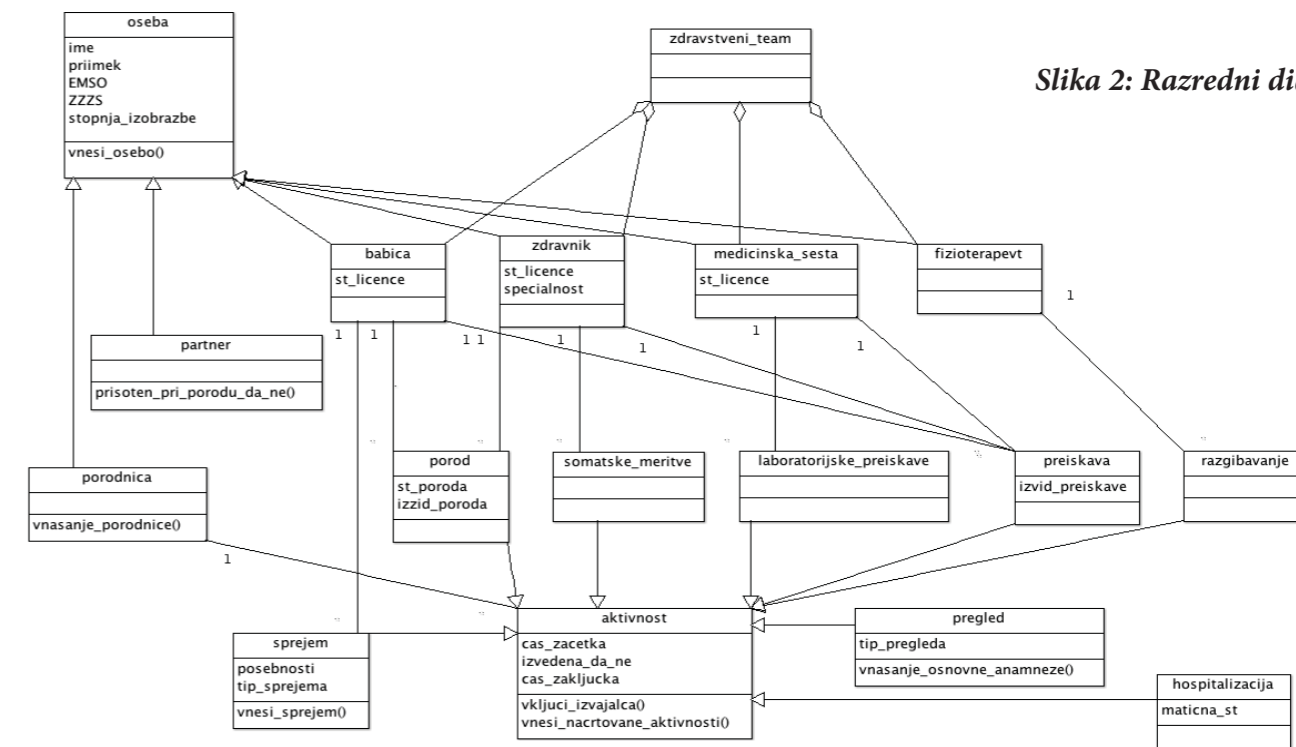 oseba
ime
priimek
EMSO
ZZZS
stopnja_izobrazbe
vnesi_osebo()
zdravstveni_team
Slika 2: Razredni
babica
st_licence
zdravnik
st_licence
specialnost
medicinska_sesta
st_licence
fizioterapevt
1
1
1
1 1
1
1
1
1
partner
prisoten_pri_porodu_da_ne()
porodnica
vnasanje_porodnice()
1
porod
st_poroda
izzid_poroda
somatske_meritve
laboratorijske_preiskave
preiskava
izvid_preiskave
razgibavanje
sprejem
posebnosti
tip_sprejema
vnesi_sprejem()
aktivnost
cas_zacetka
izvedena_da_ne
cas_zakljucka
vkljuci_izvajalca()
vnesi_nacrtovane_aktivnosti()
pregled
tip_pregleda
vnasanje_osnovne_anamneze()
hospitalizacija
maticna_st